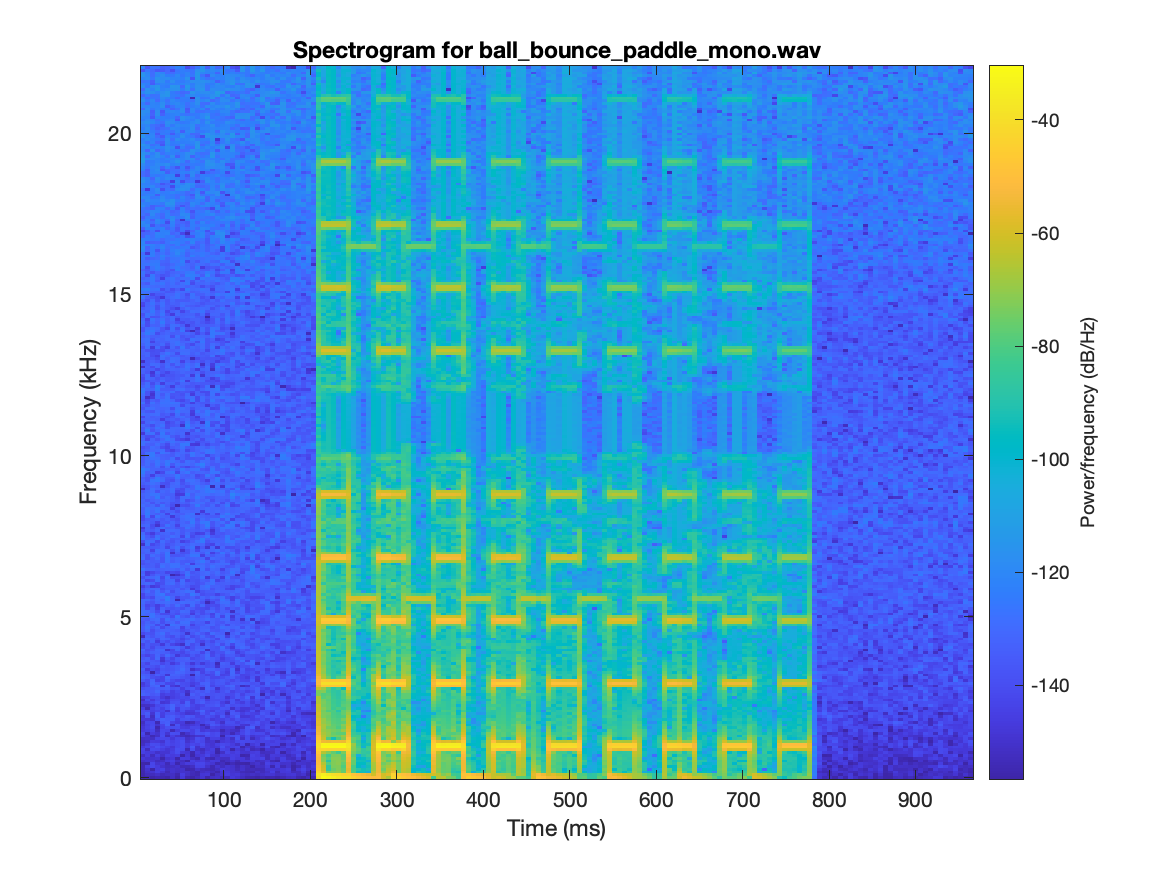 Spectrogram for ball_bounce_paddle_mono.wav
Frequency (kHz)
20
15
10
5
0
100 200 300 400 500 600 700 800 900
Time (ms)
-40
-60
-80
-100
-120
-140
Power/frequency (dB/Hz)